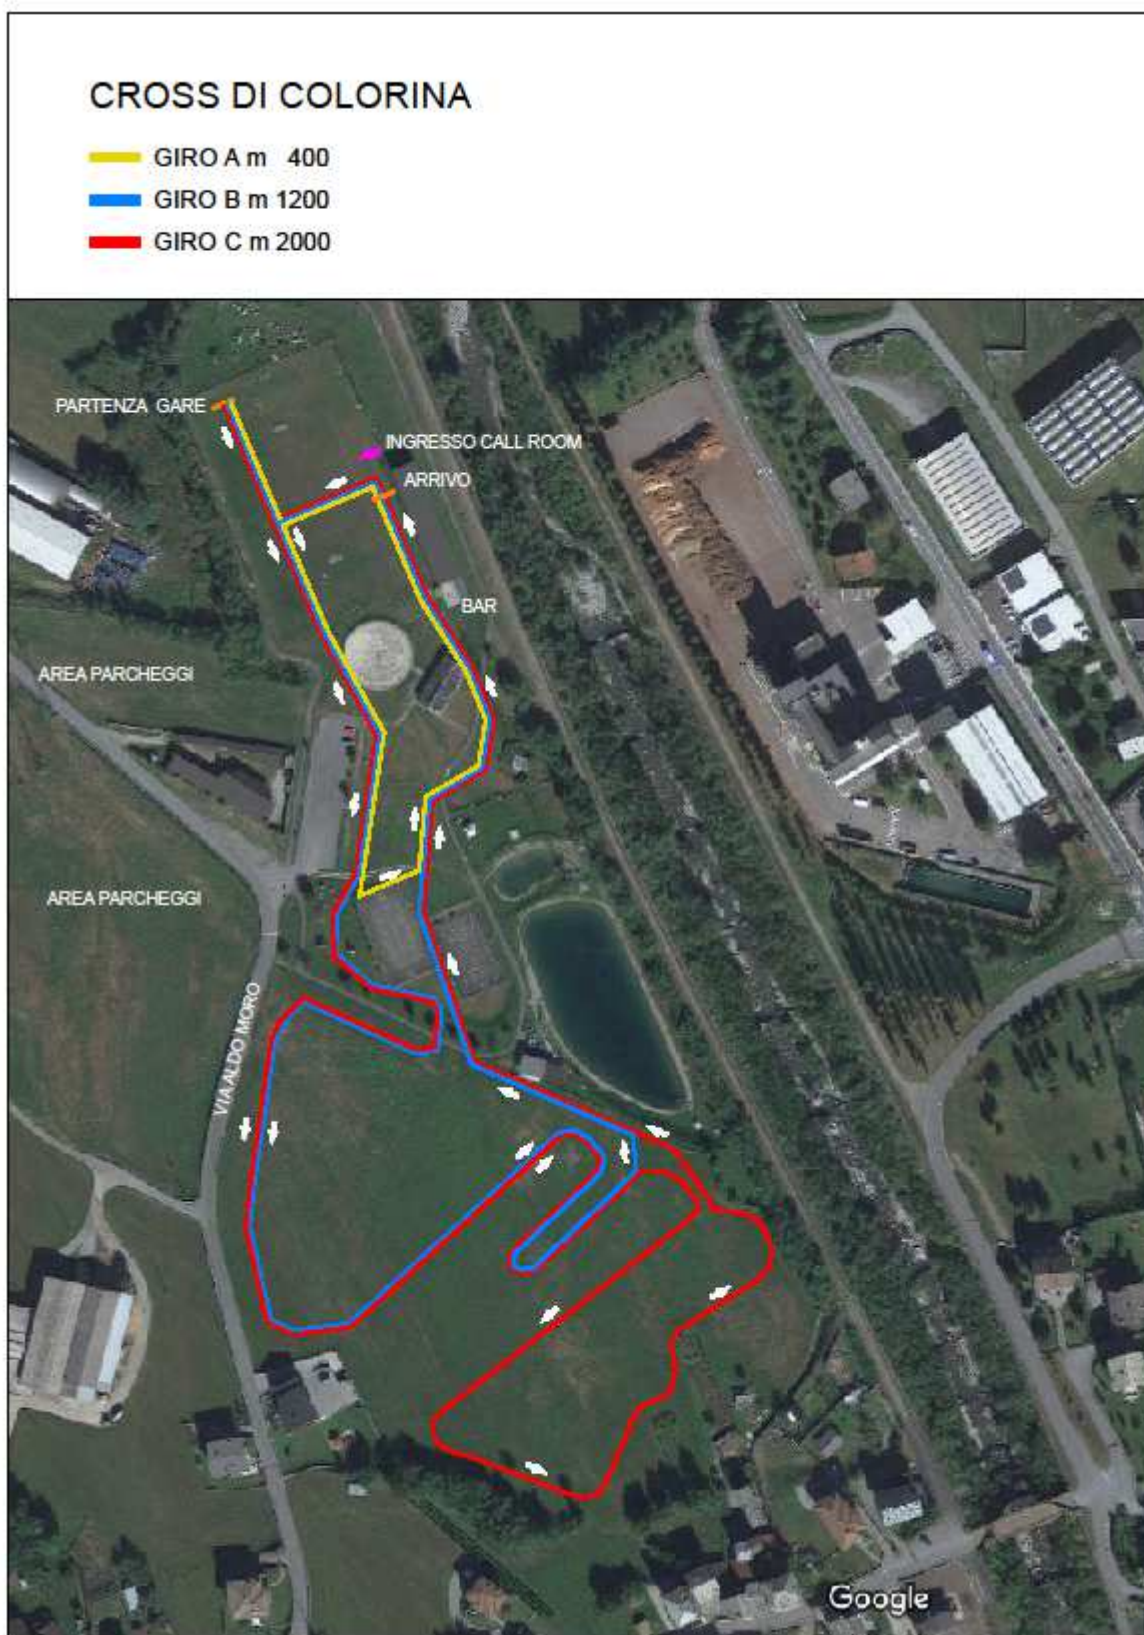 CROSS DI COLORINA
GIRO A m 400
GIRO B m 1200
GIRO C m 2000
PARTENZA GARE
INGRESSO CALL ROOM
ARRIVO
BAR
AREA PARCHEGGI
AREA PARCHEGGI
VIA ALDO MORO
Google